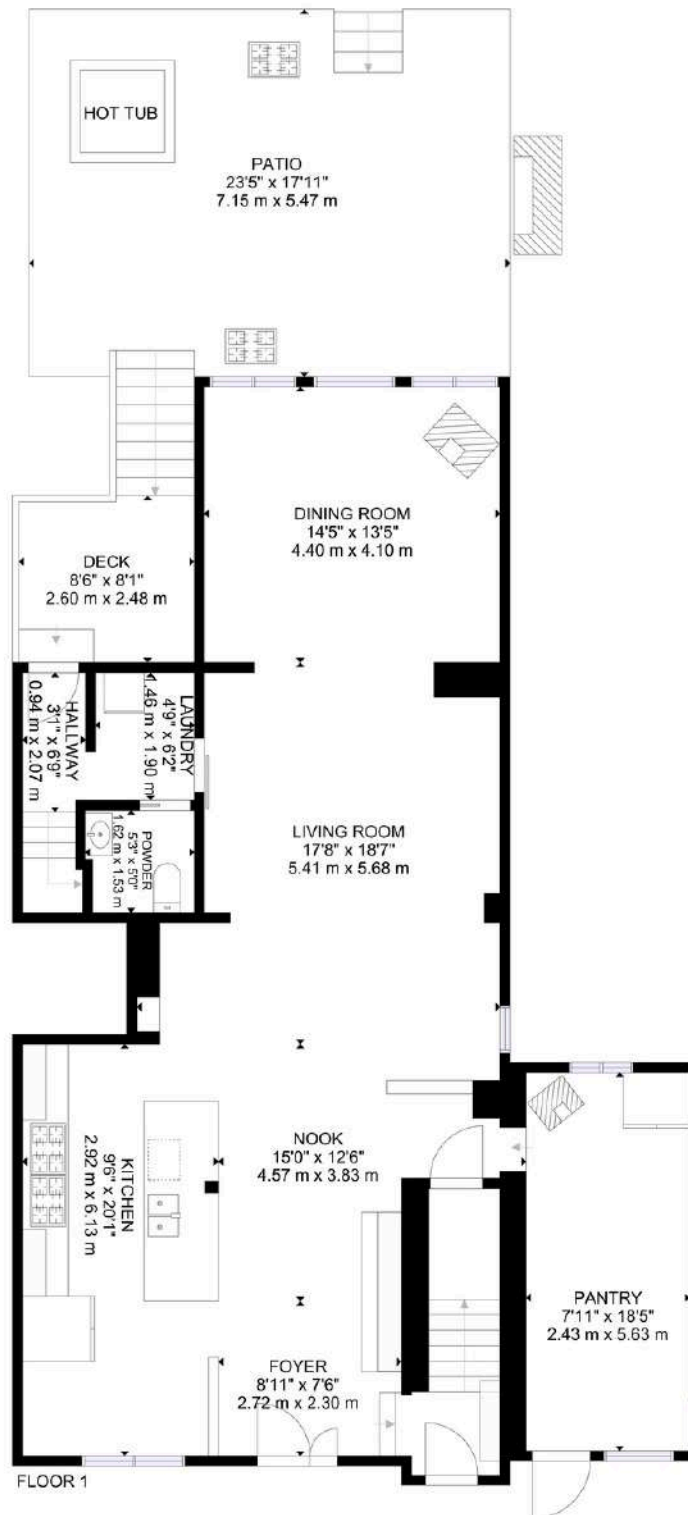 HOT TUB
PATIO
23'5" x 17'11"
7.15 m x 5.47 m
DINING ROOM
14'5" x 13'5"
4.40 m x 4.10 m
DECK
8'6" x 8'1"
2.60 m x 2.48 m
HALLWAY
3'1" x 6'9"
0.94 m x 2.07 m
LAUNDRY
4'9" x 6'2"
1.46 m x 1.90 m
POWDER
5'3" x 5'0"
1.62 m x 1.53 m
LIVING ROOM
17'8" x 18'7"
5.41 m x 5.68 m
KITCHEN
9'6" x 20'1"
2.92 m x 6.13 m
NOOK
15'0" x 12'6"
4.57 m x 3.83 m
PANTRY
7'11" x 18'5"
2.43 m x 5.63 m
FOYER
8'11" x 7'6"
2.72 m x 2.30 m
FLOOR 1